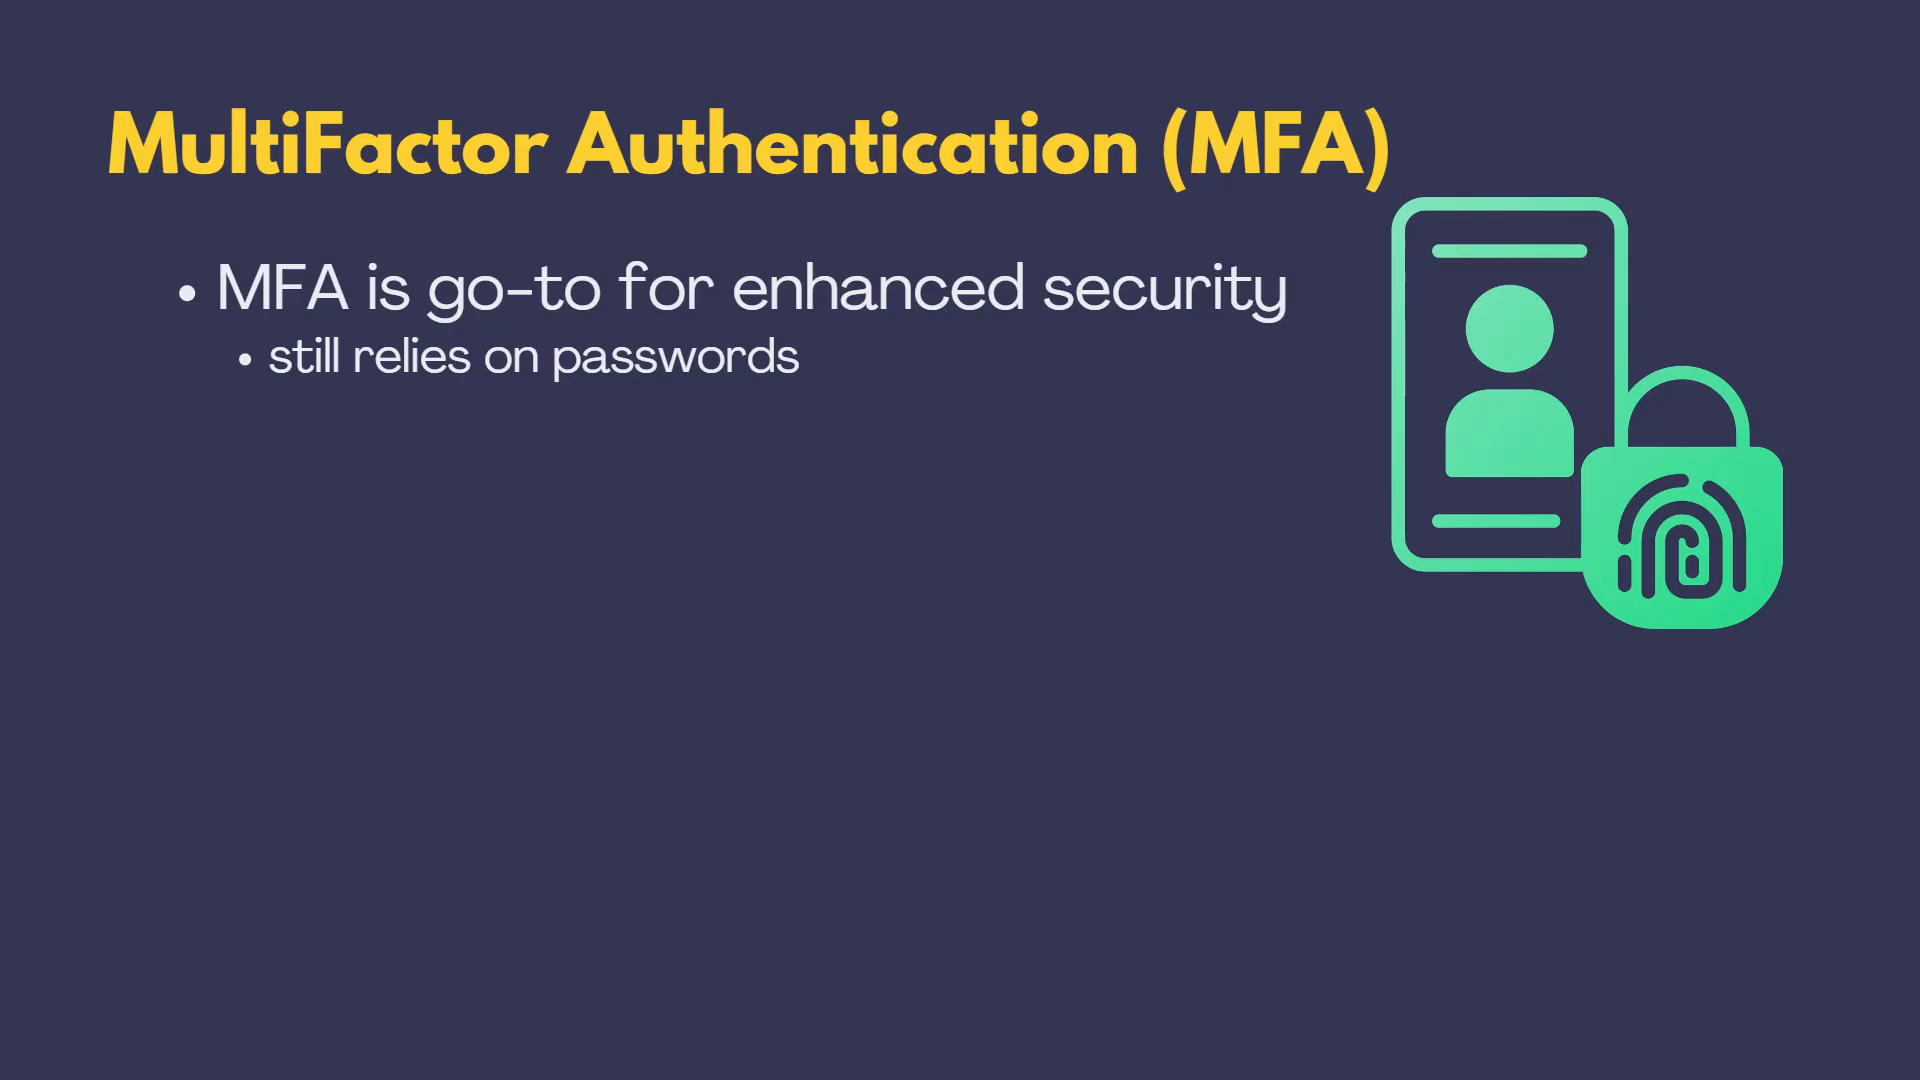 MultiFactor Authentication (MFA)
• MFA is go-to for enhanced security
• still relies on passwords